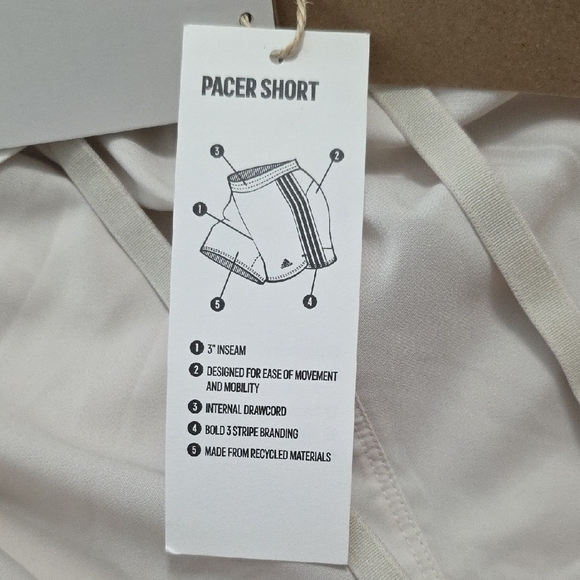 PACER SHORT
3
2
1
5
4
1 3" INSEAM
2 DESIGNED FOR EASE OF MOVEMENT
AND MOBILITY
3 INTERNAL DRAWCORD
4 BOLD 3 STRIPE BRANDING
5 MADE FROM RECYCLED MATERIALS